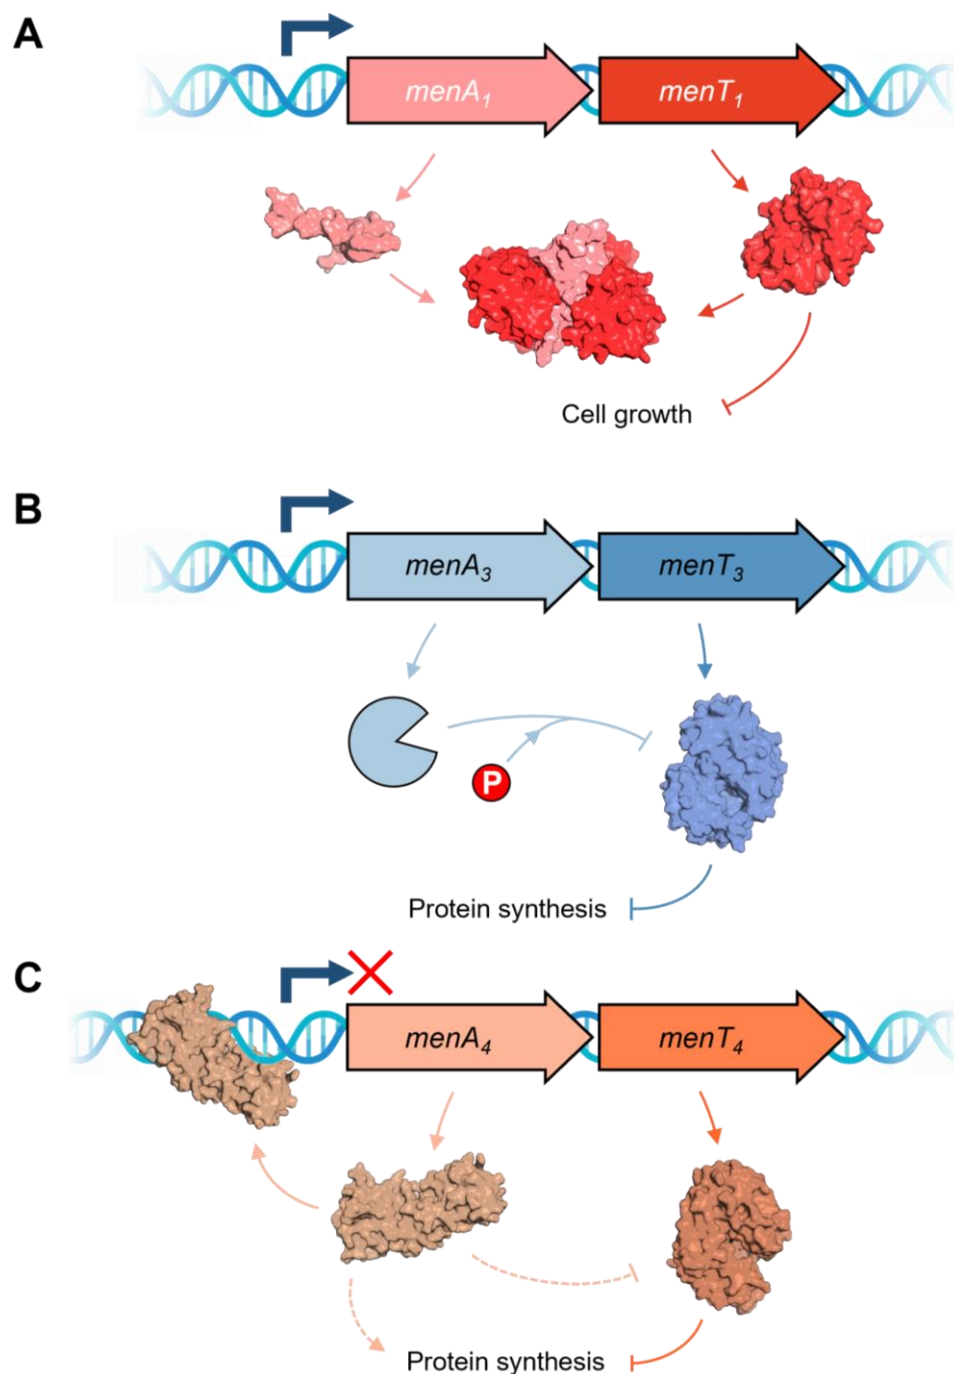 A
menA1
menT1
Cell growth
B
menA3
menT3
P
Protein synthesis
C
menA4
menT4
Protein synthesis